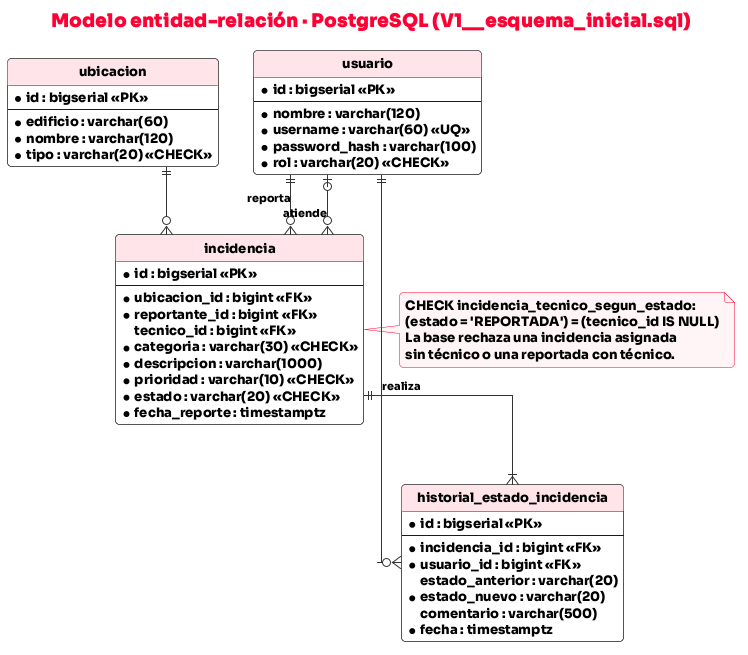 Modelo entidad-relación · PostgreSQL (V1__esquema_inicial.sql)
ubicacion
id : bigserial «PK»
edificio : varchar(60)
nombre : varchar(120)
tipo : varchar(20) «CHECK»
usuario
id : bigserial «PK»
nombre : varchar(120)
username : varchar(60) «UQ»
password_hash : varchar(100)
rol : varchar(20) «CHECK»
reporta
atiende
incidencia
id : bigserial «PK»
ubicacion_id : bigint «FK»
reportante_id : bigint «FK»
tecnico_id : bigint «FK»
categoria : varchar(30) «CHECK»
descripcion : varchar(1000)
prioridad : varchar(10) «CHECK»
estado : varchar(20) «CHECK»
fecha_reporte : timestamptz
CHECK incidencia_tecnico_segun_estado:
(estado = 'REPORTADA') = (tecnico_id IS NULL)
La base rechaza una incidencia asignada
sin técnico o una reportada con técnico.
realiza
historial_estado_incidencia
id : bigserial «PK»
incidencia_id : bigint «FK»
usuario_id : bigint «FK»
estado_anterior : varchar(20)
estado_nuevo : varchar(20)
comentario : varchar(500)
fecha : timestamptz